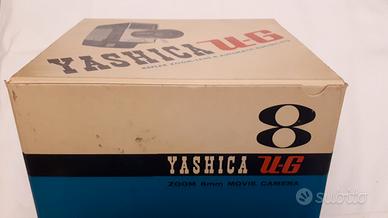 YASHICA U-G
8
YASHICA U-G
ZOOM 8mm MOVIE CAMERA
subito